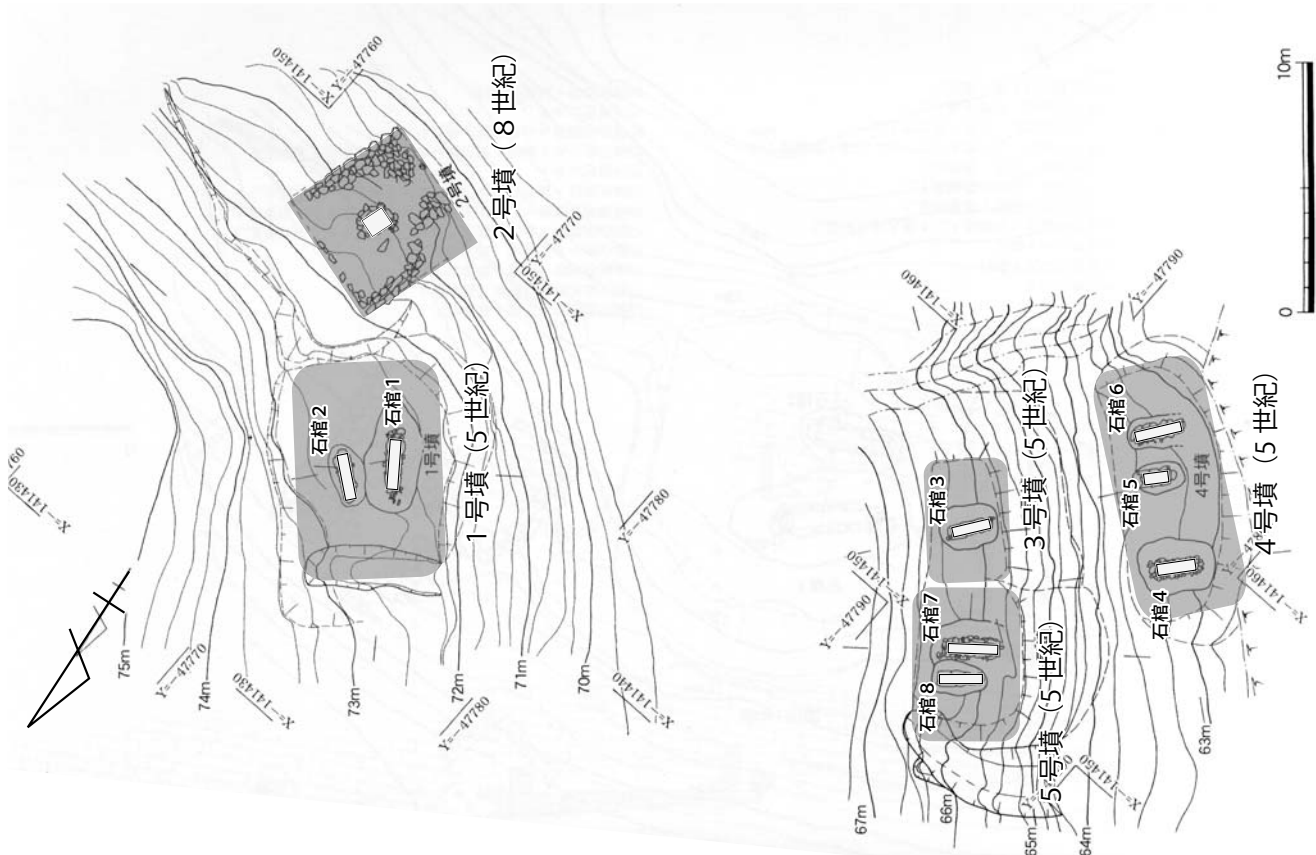 X=-141450
Y=-47760
2号墳（8世紀）
2号墳
Y=-47770
X=-141450
石棺2
石棺1
1号墳
1号墳（5世紀）
X=-141430
Y=-47780
75m
Y=-47770
74m
X=-141430
73m
72m
Y=-47780
71m
70m
X=-141440
10m
0
X=-141460
Y=-47790
石棺3
3号墳（5世紀）
石棺6
石棺5
4号墳
石棺4
4号墳（5世紀）
X=-141460
X=-141450
Y=-47790
石棺7
石棺8
5号墳（5世紀）
X=-141450
67m
66m
65m
64m
63m